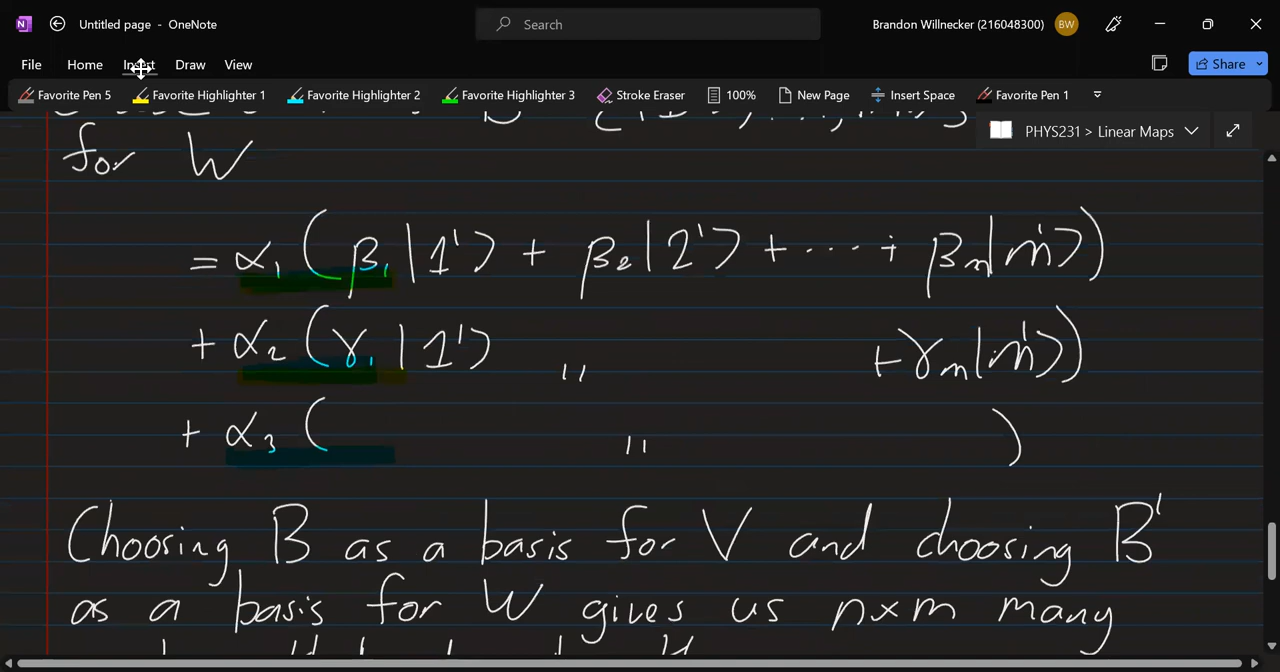 Untitled page - OneNote
Search
Brandon Willnecker (216048300) BW
File Home Insert Draw View
Share
Favorite Pen 5 Favorite Highlighter 1 Favorite Highlighter 2 Favorite Highlighter 3 Stroke Eraser 100% New Page Insert Space Favorite Pen 1
PHYS231 > Linear Maps
for W
= α₁ ( β₁ | 1' ⟩ + β₂ | 2' ⟩ + ... + βₘ | m' ⟩ )
+ α₂ ( γ₁ | 1' ⟩ " + γₘ | m' ⟩ )
+ α₃ ( " )
Choosing B as a basis for V and choosing B'
as a basis for W gives us n×m many